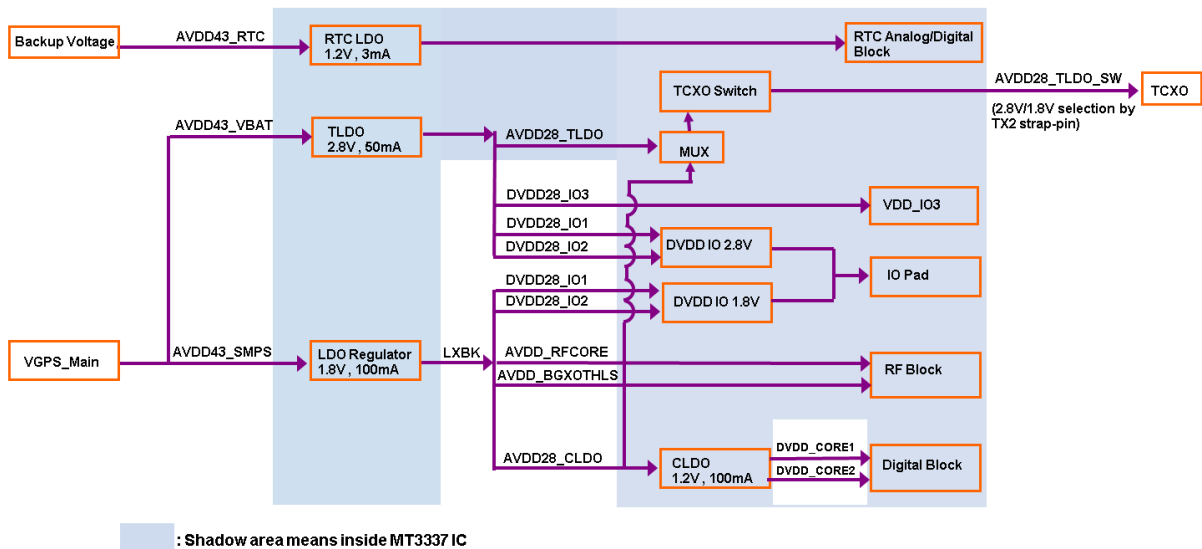 Backup Voltage
AVDD43_RTC
RTC LDO
1.2V, 3mA
RTC Analog/Digital
Block
TCXO Switch
AVDD28_TLDO_SW
TCXO
(2.8V/1.8V selection by
TX2 strap-pin)
AVDD43_VBAT
TLDO
2.8V, 50mA
AVDD28_TLDO
MUX
DVDD28_IO3
VDD_IO3
DVDD28_IO1
DVDD28_IO2
DVDD IO 2.8V
IO Pad
DVDD28_IO1
DVDD28_IO2
DVDD IO 1.8V
VGPS_Main
AVDD43_SMPS
LDO Regulator
1.8V, 100mA
LXBK
AVDD_RFCORE
AVDD_BGXOTHLS
RF Block
AVDD28_CLDO
CLDO
1.2V, 100mA
DVDD_CORE1
DVDD_CORE2
Digital Block
: Shadow area means inside MT3337 IC